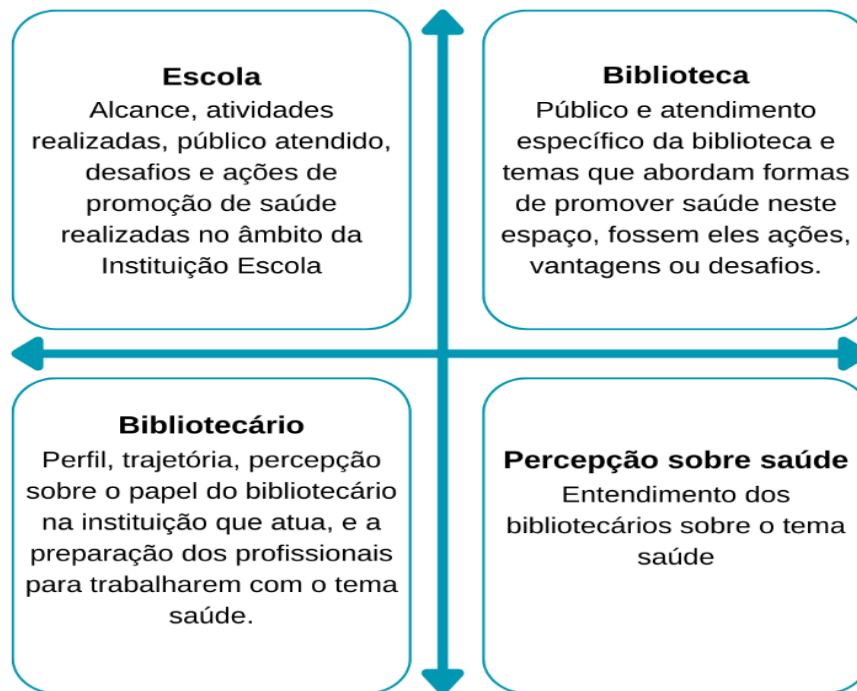 Escola
Alcance, atividades
realizadas, público atendido,
desafios e ações de
promoção de saúde
realizadas no âmbito da
Instituição Escola
Biblioteca
Público e atendimento
específico da biblioteca e
temas que abordam formas
de promover saúde neste
espaço, fossem eles ações,
vantagens ou desafios.
Bibliotecário
Perfil, trajetória, percepção
sobre o papel do bibliotecário
na instituição que atua, e a
preparação dos profissionais
para trabalharem com o tema
saúde.
Percepção sobre saúde
Entendimento dos
bibliotecários sobre o tema
saúde